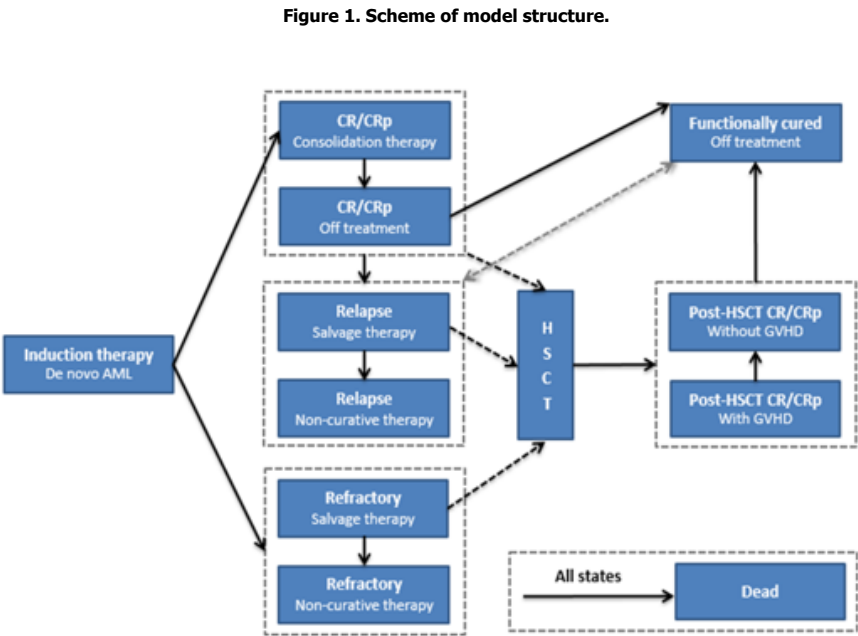 Figure 1. Scheme of model structure.
CR/CRp
Consolidation therapy
CR/CRp
Off treatment
Functionally cured
Off treatment
Relapse
Salvage therapy
Relapse
Non-curative therapy
Induction therapy
De novo AML
H
S
C
T
Post-HSCT CR/CRp
Without GVHD
Post-HSCT CR/CRp
With GVHD
Refractory
Salvage therapy
Refractory
Non-curative therapy
All states
Dead